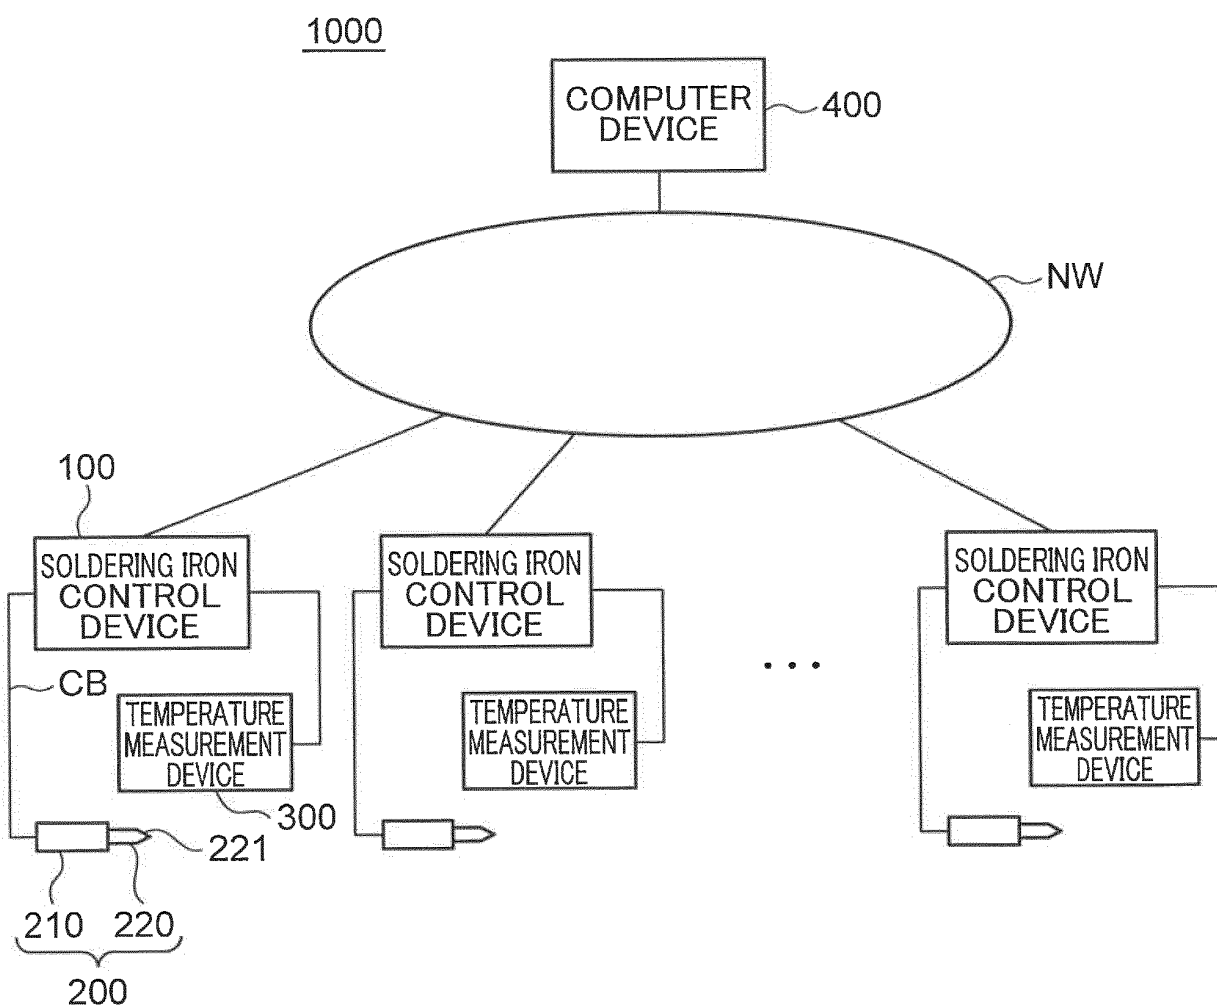 1000
COMPUTER
DEVICE
400
NW
100
SOLDERING IRON
CONTROL
DEVICE
SOLDERING IRON
CONTROL
DEVICE
SOLDERING IRON
CONTROL
DEVICE
CB
...
TEMPERATURE
MEASUREMENT
DEVICE
TEMPERATURE
MEASUREMENT
DEVICE
TEMPERATURE
MEASUREMENT
DEVICE
300
221
210
220
200